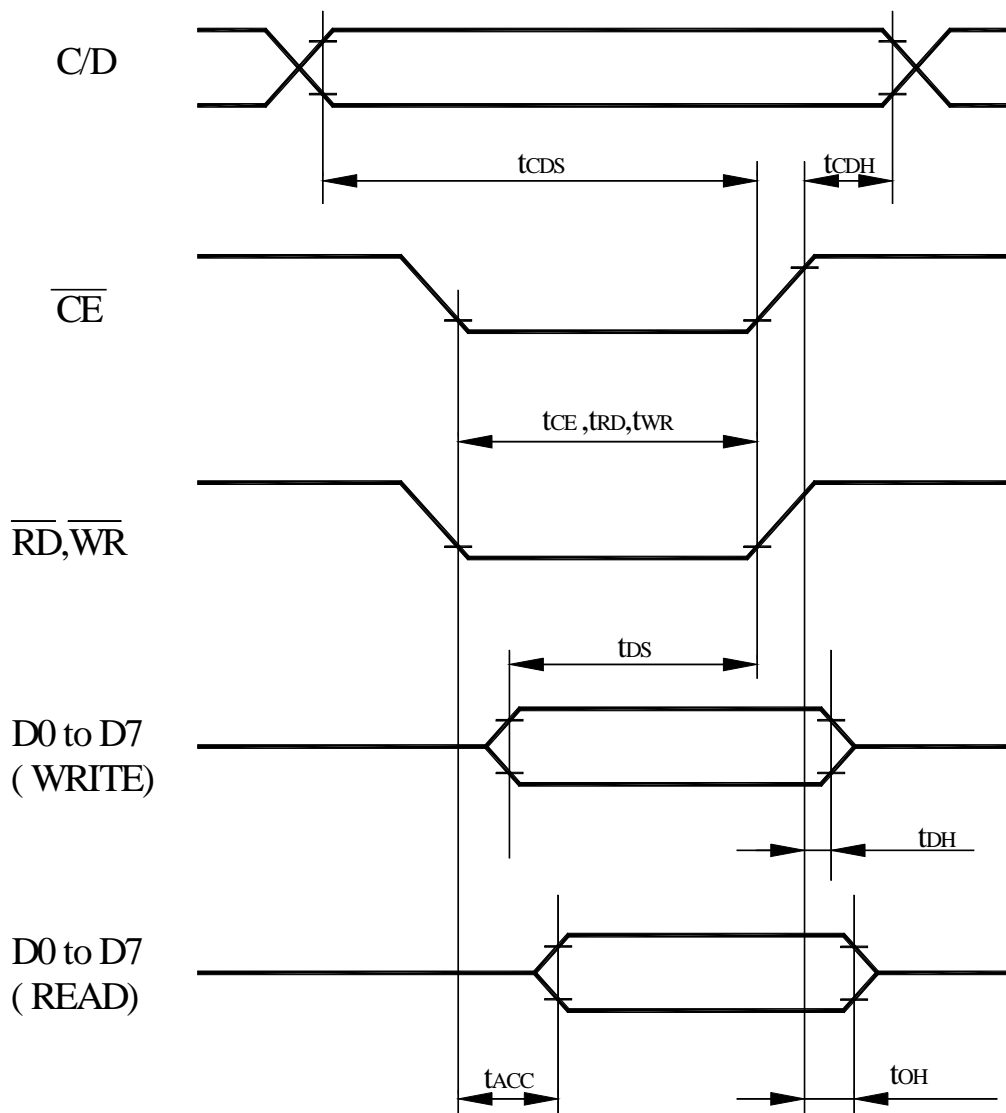 C/D
tCDS
tCDH
CE
tCE ,tRD,tWR
RD,WR
tDS
D0 to D7
( WRITE)
tDH
D0 to D7
( READ)
tACC
tOH